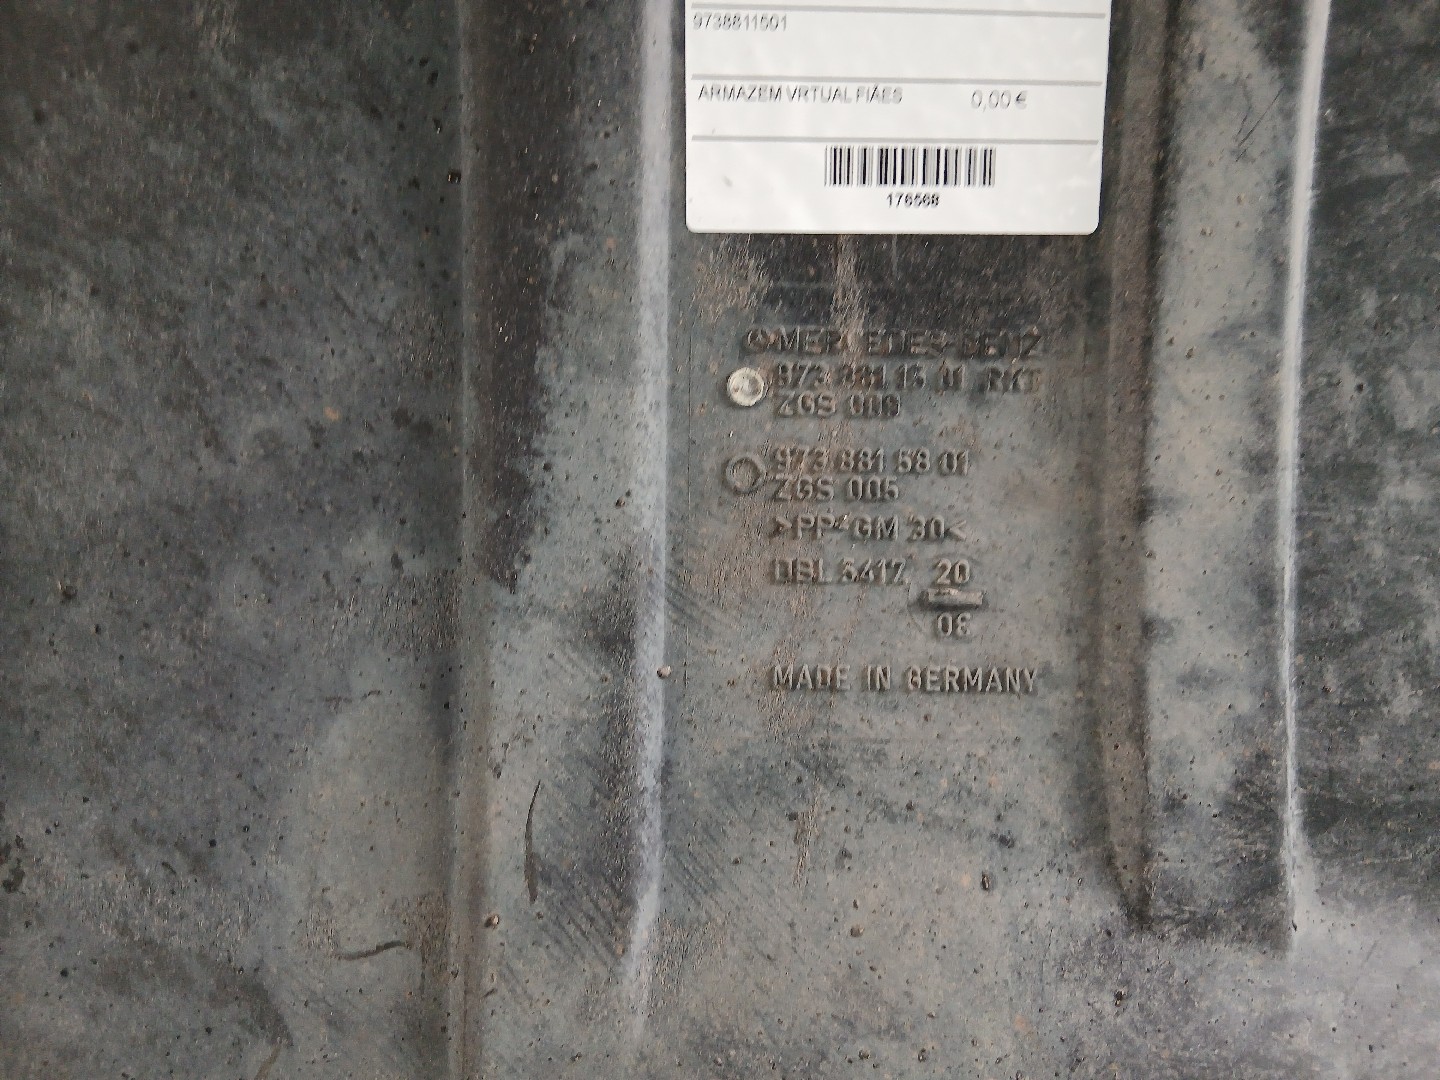 9738811501
ARMAZEM VRTUAL FIÃES 0,00 €
176568
MERCEDES-BENZ
973 881 15 01
ZGS 006
973 881 58 01
ZGS 005
>PP-GM 30<
DBL 5417 20
08
MADE IN GERMANY